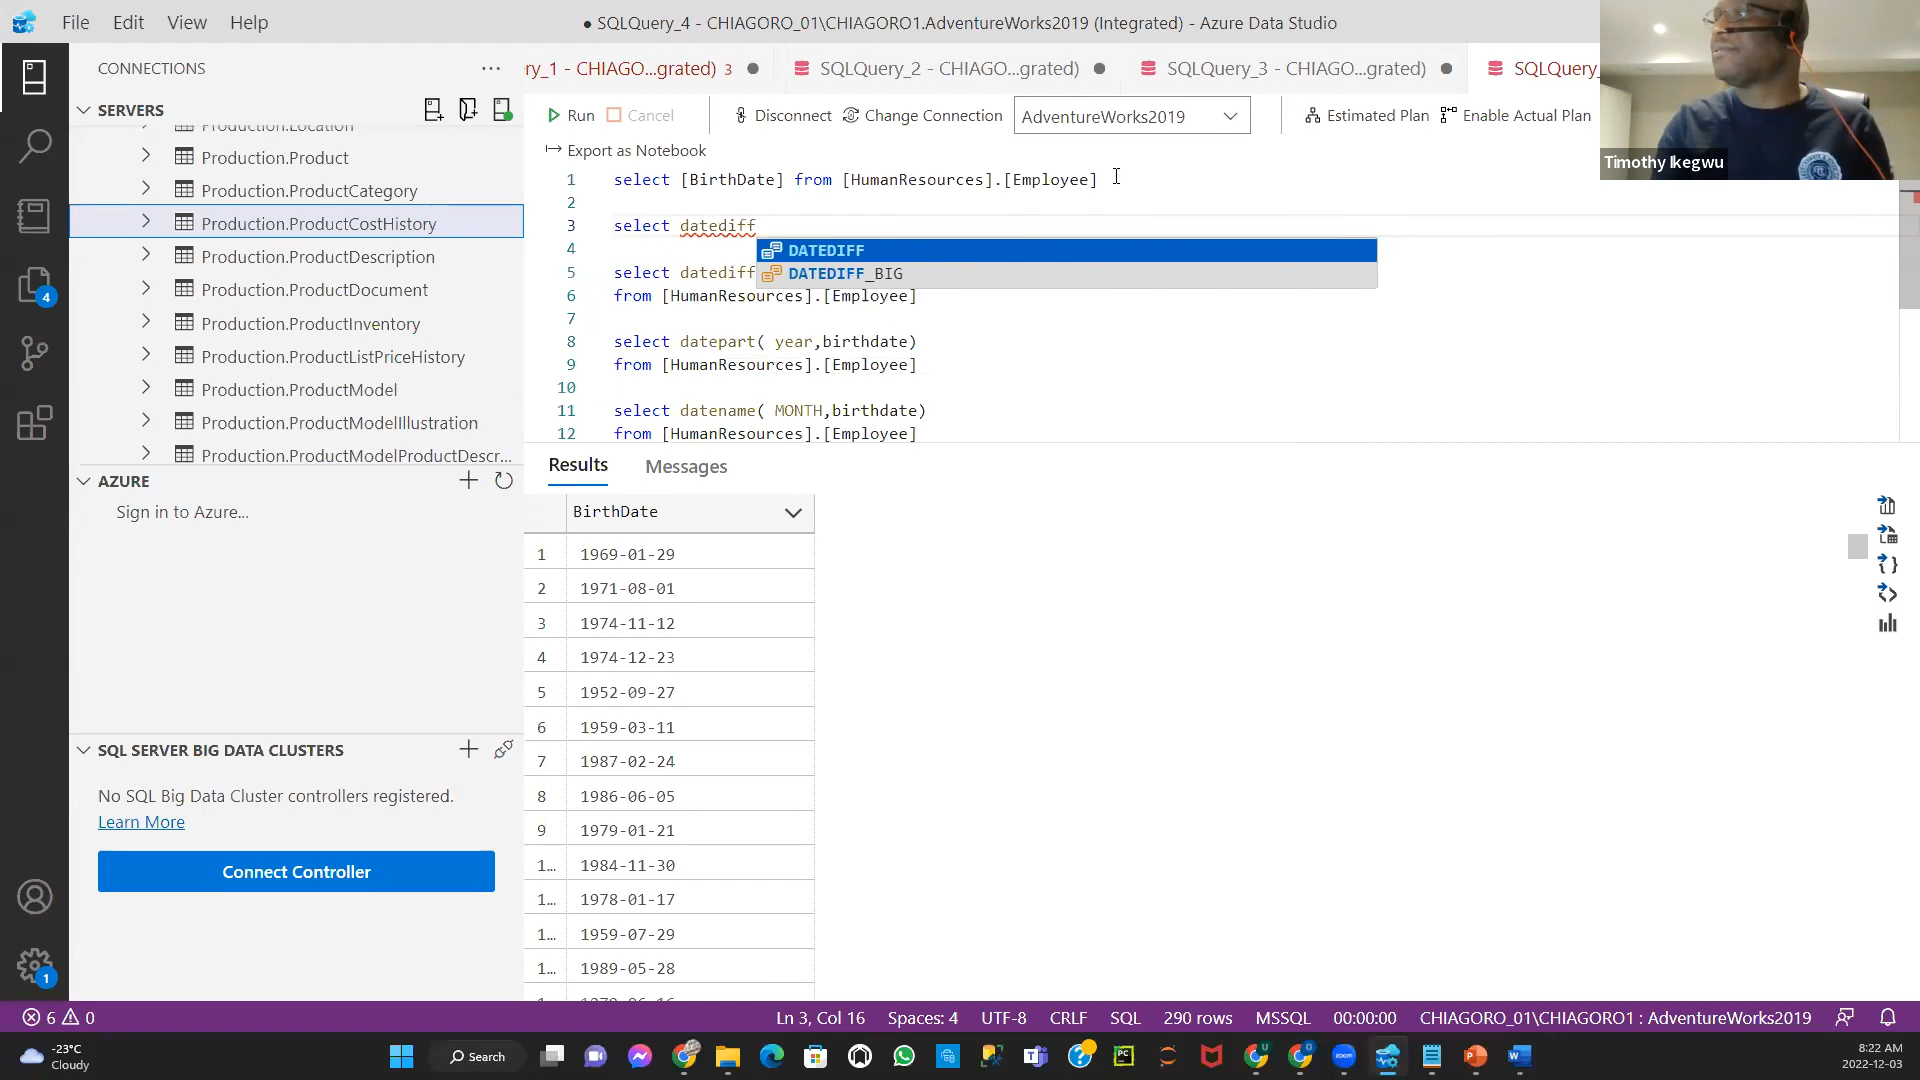 File Edit View Help
● SQLQuery_4 - CHIAGORO_01\CHIAGORO1.AdventureWorks2019 (Integrated) - Azure Data Studio
CONNECTIONS
SERVERS
Production.Location
Production.Product
Production.ProductCategory
Production.ProductCostHistory
Production.ProductDescription
Production.ProductDocument
Production.ProductInventory
Production.ProductListPriceHistory
Production.ProductModel
Production.ProductModelIllustration
Production.ProductModelProductDescr...
AZURE
Sign in to Azure...
SQL SERVER BIG DATA CLUSTERS
No SQL Big Data Cluster controllers registered.
Learn More
Connect Controller
4
1
ry_1 - CHIAGO...grated) 3 SQLQuery_2 - CHIAGO...grated) SQLQuery_3 - CHIAGO...grated) SQLQuery_
Run Cancel Disconnect Change Connection AdventureWorks2019 Estimated Plan Enable Actual Plan
Export as Notebook
Timothy Ikegwu
1 select [BirthDate] from [HumanResources].[Employee]
2
3 select datediff
4
DATEDIFF
DATEDIFF_BIG
5 select datediff
6 from [HumanResources].[Employee]
7
8 select datepart( year,birthdate)
9 from [HumanResources].[Employee]
10
11 select datename( MONTH,birthdate)
12 from [HumanResources].[Employee]
Results Messages
BirthDate
1 1969-01-29
2 1971-08-01
3 1974-11-12
4 1974-12-23
5 1952-09-27
6 1959-03-11
7 1987-02-24
8 1986-06-05
9 1979-01-21
1... 1984-11-30
1... 1978-01-17
1... 1959-07-29
1... 1989-05-28
6 0 Ln 3, Col 16 Spaces: 4 UTF-8 CRLF SQL 290 rows MSSQL 00:00:00 CHIAGORO_01\CHIAGORO1 : AdventureWorks2019
-23°C
Cloudy
Search
8:22 AM
2022-12-03